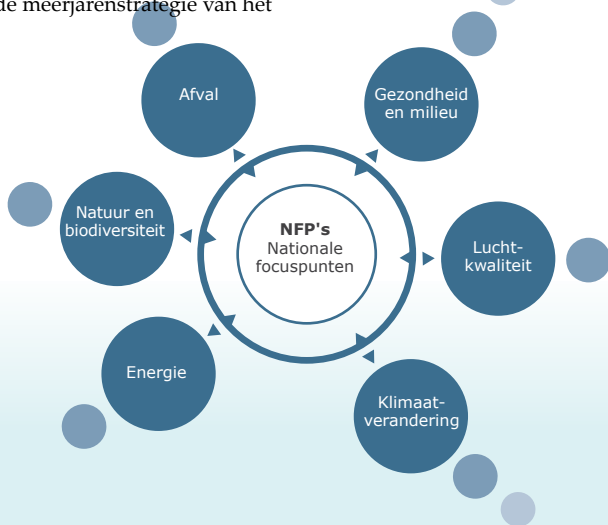 de meerjarenstrategie van het
Afval
Gezondheid
en milieu
Natuur en
biodiversiteit
NFP's
Nationale
focuspunten
Lucht-
kwaliteit
Energie
Klimaat-
verandering